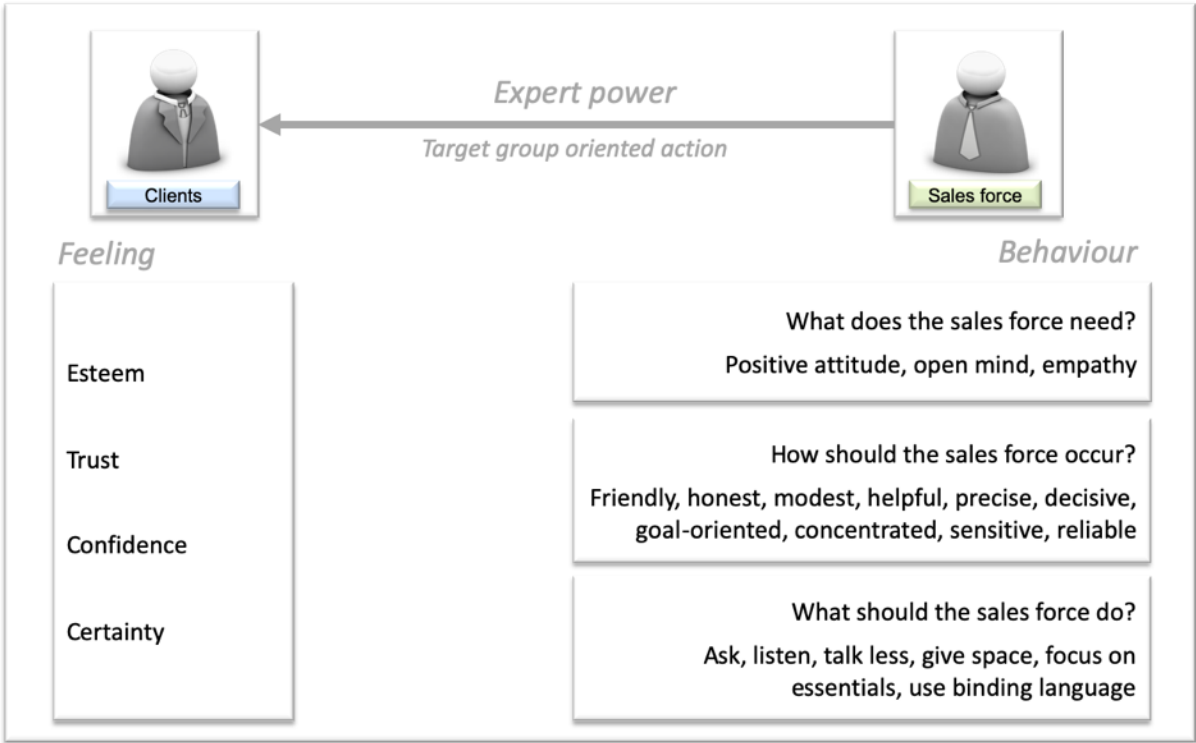 Expert power
Target group oriented action
Clients
Sales force
Feeling
Behaviour
Esteem
Trust
Confidence
Certainty
What does the sales force need?
Positive attitude, open mind, empathy
How should the sales force occur?
Friendly, honest, modest, helpful, precise, decisive,
goal-oriented, concentrated, sensitive, reliable
What should the sales force do?
Ask, listen, talk less, give space, focus on
essentials, use binding language